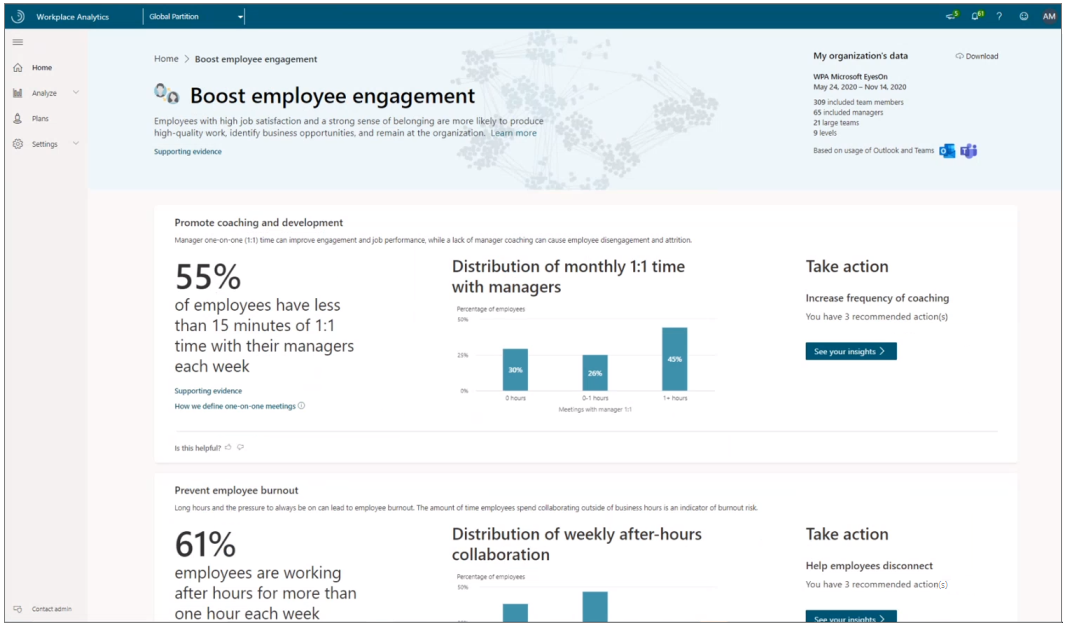 Workplace Analytics
Global Partition
5
61
?
AM
Home
Analyze
Plans
Settings
Contact admin
Home > Boost employee engagement
Boost employee engagement
Employees with high job satisfaction and a strong sense of belonging are more likely to produce
high-quality work, identify business opportunities, and remain at the organization. Learn more
Supporting evidence
My organization's data
Download
WPA Microsoft EyesOn
May 24, 2020 – Nov 14, 2020
309 included team members
65 included managers
21 large teams
9 levels
Based on usage of Outlook and Teams
Promote coaching and development
Manager one-on-one (1:1) time can improve engagement and job performance, while a lack of manager coaching can cause employee disengagement and attrition.
55%
of employees have less
than 15 minutes of 1:1
time with their managers
each week
Supporting evidence
How we define one-on-one meetings
Distribution of monthly 1:1 time
with managers
Percentage of employees
50%
25%
0%
30%
26%
45%
0 hours
0-1 hours
1+ hours
Meetings with manager 1:1
Take action
Increase frequency of coaching
You have 3 recommended action(s)
See your insights >
Is this helpful?
Prevent employee burnout
Long hours and the pressure to always be on can lead to employee burnout. The amount of time employees spend collaborating outside of business hours is an indicator of burnout risk.
61%
employees are working
after hours for more than
one hour each week
Distribution of weekly after-hours
collaboration
Percentage of employees
50%
Take action
Help employees disconnect
You have 3 recommended action(s)
See your insights >